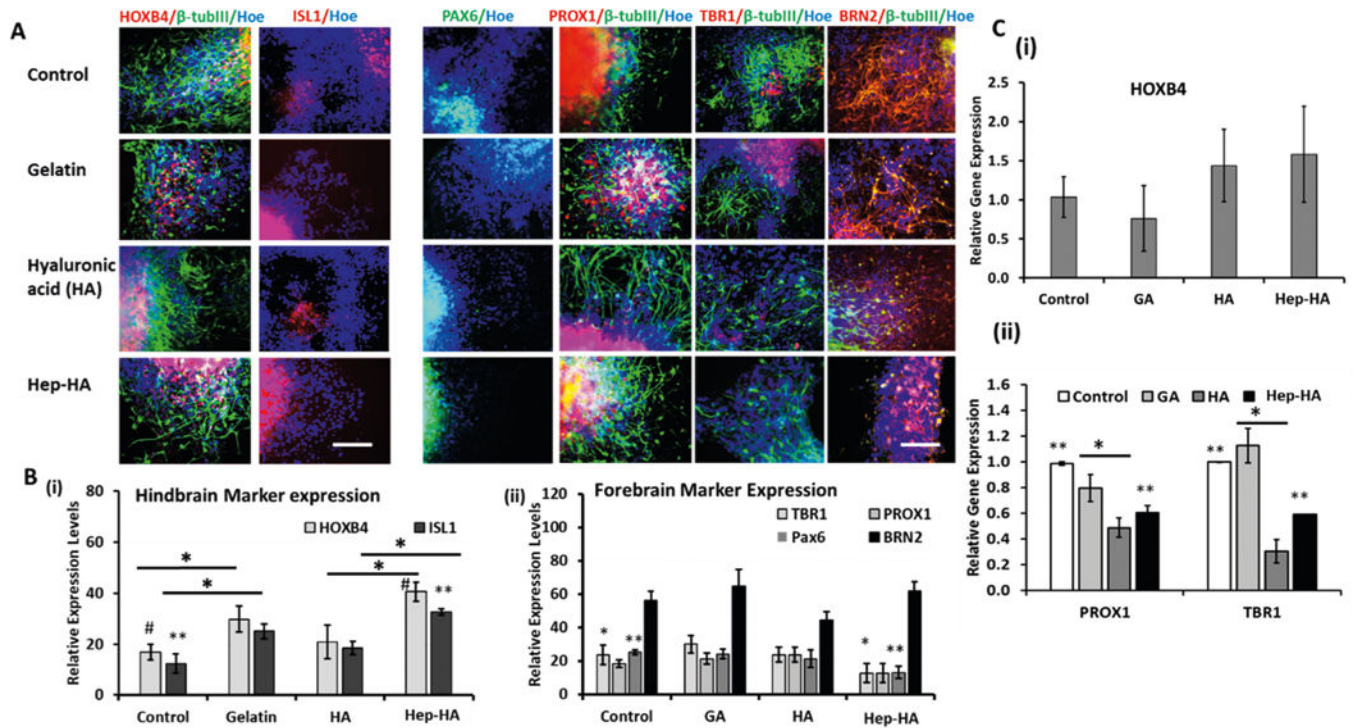 A
HOXB4/β-tubIII/Hoe
ISL1/Hoe
PAX6/Hoe
PROX1/β-tubIII/Hoe
TBR1/β-tubIII/Hoe
BRN2/β-tubIII/Hoe
Control
Gelatin
Hyaluronic
acid (HA)
Hep-HA
B
(i)
Hindbrain Marker expression
HOXB4
ISL1
Relative Expression Levels
80
60
40
20
0
*
*
*
*
#
**
#
**
Control
Gelatin
HA
Hep-HA
(ii)
Forebrain Marker Expression
TBR1
PROX1
Pax6
BRN2
Relative Expression Levels
120
100
80
60
40
20
0
*
**
*
**
Control
GA
HA
Hep-HA
C
(i)
HOXB4
Relative Gene Expression
2.5
2.0
1.5
1.0
0.5
0.0
Control
GA
HA
Hep-HA
(ii)
Relative Gene Expression
1.6
1.4
1.2
1.0
0.8
0.6
0.4
0.2
0.0
Control
GA
HA
Hep-HA
**
*
**
**
*
**
PROX1
TBR1